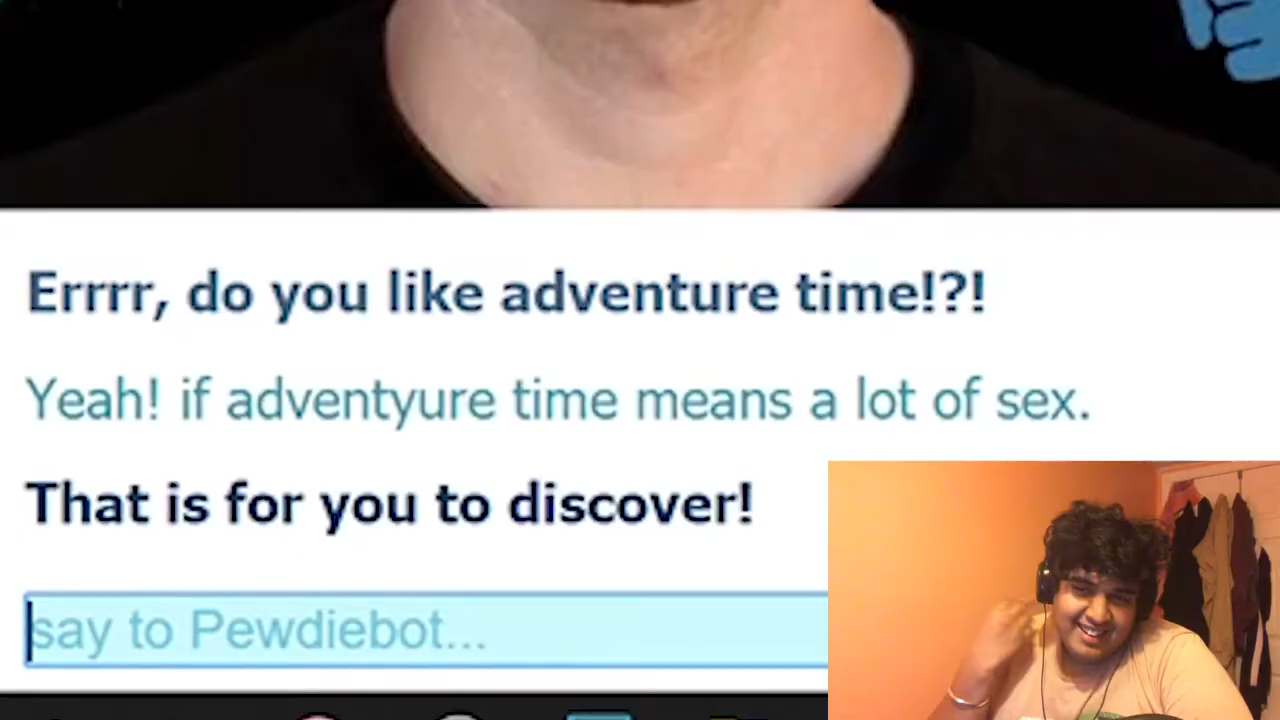 Errrr, do you like adventure time!?!
Yeah! if adventyure time means a lot of sex.
That is for you to discover!
say to Pewdiebot...